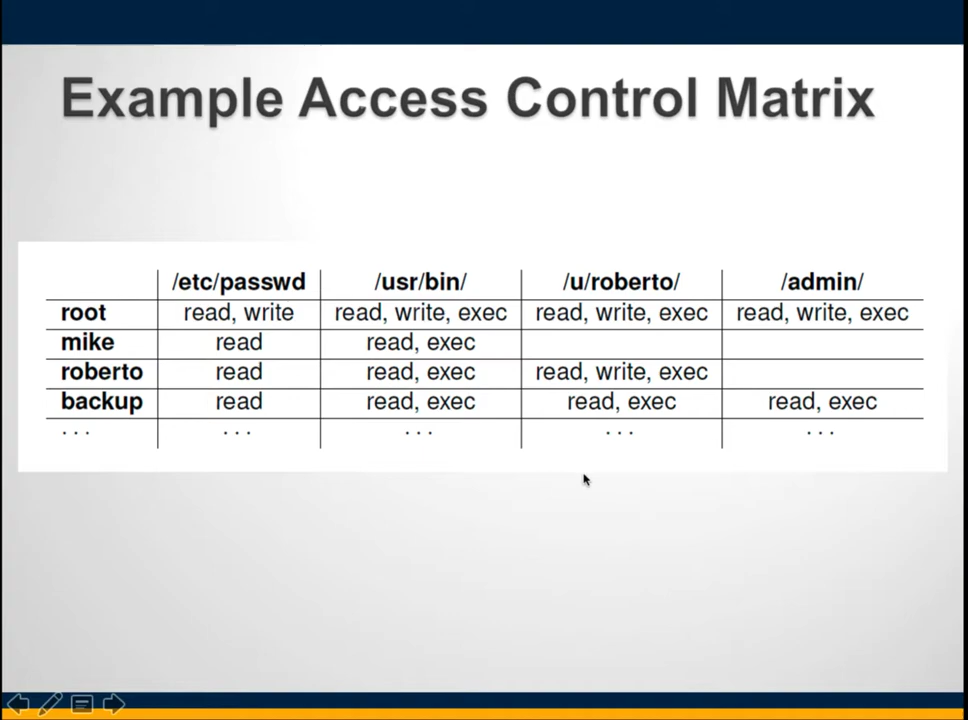 Example Access Control Matrix
/etc/passwd /usr/bin/ /u/roberto/ /admin/
root read, write read, write, exec read, write, exec read, write, exec
mike read read, exec
roberto read read, exec read, write, exec
backup read read, exec read, exec read, exec
. . . . . . . . . . . . . . .